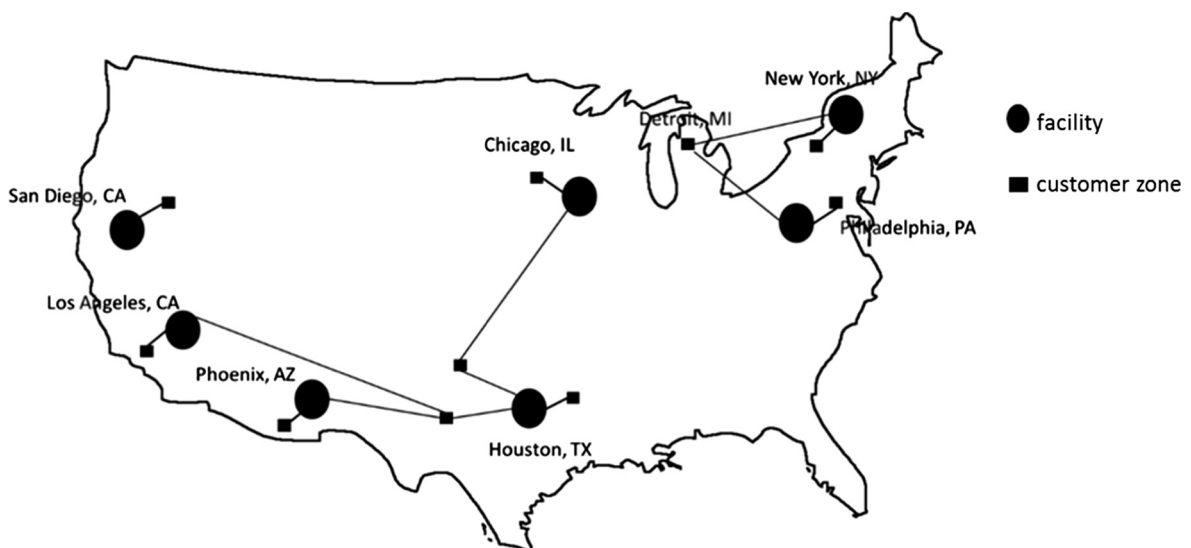 New York, NY
Detroit, MI
facility
Chicago, IL
customer zone
San Diego, CA
Philadelphia, PA
Los Angeles, CA
Phoenix, AZ
Houston, TX